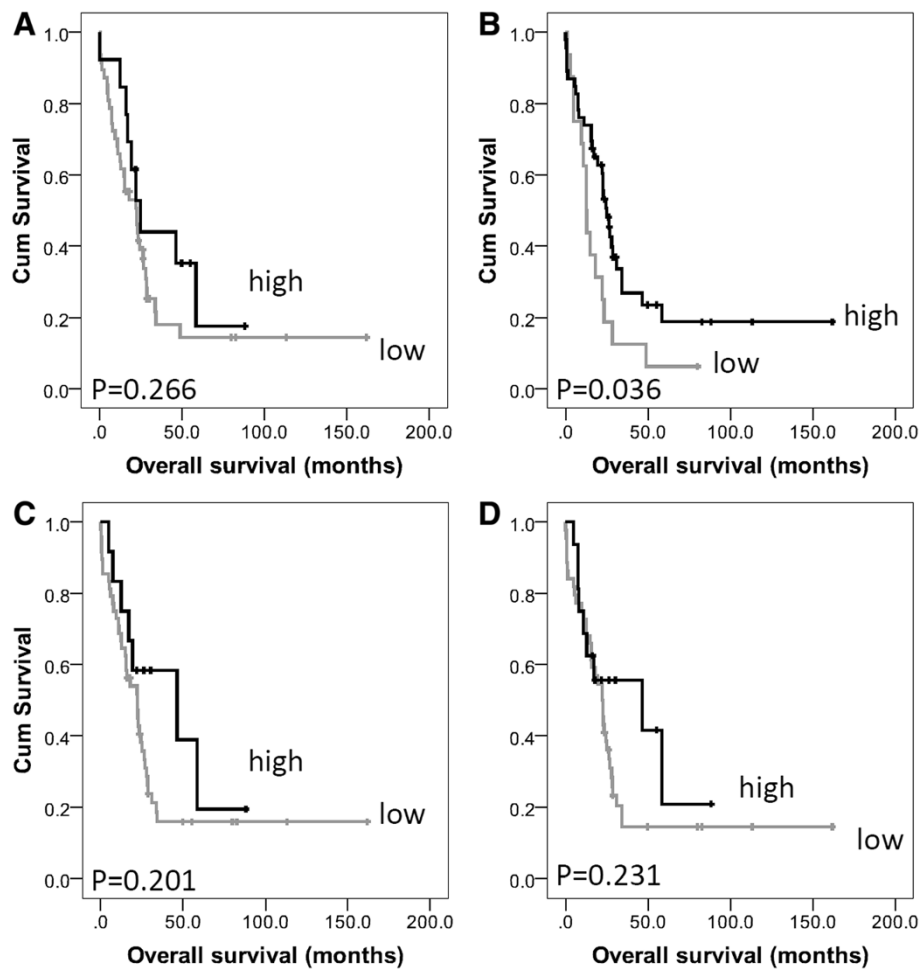 A
1.0
0.8
0.6
0.4
0.2
0.0
Cum Survival
high
low
P=0.266
.0 50.0 100.0 150.0 200.0
Overall survival (months)
B
1.0
0.8
0.6
0.4
0.2
0.0
Cum Survival
high
low
P=0.036
.0 50.0 100.0 150.0 200.0
Overall survival (months)
C
1.0
0.8
0.6
0.4
0.2
0.0
Cum Survival
high
low
P=0.201
.0 50.0 100.0 150.0 200.0
Overall survival (months)
D
1.0
0.8
0.6
0.4
0.2
0.0
Cum Survival
high
low
P=0.231
.0 50.0 100.0 150.0 200.0
Overall survival (months)